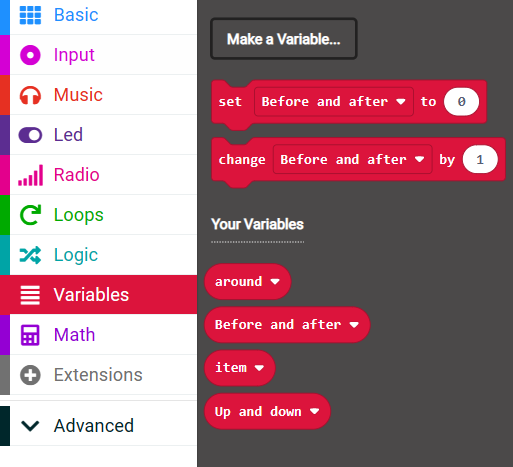 Basic
Input
Music
Led
Radio
Loops
Logic
Variables
Math
Extensions
Advanced
Make a Variable...
set Before and after to 0
change Before and after by 1
Your Variables
around
Before and after
item
Up and down